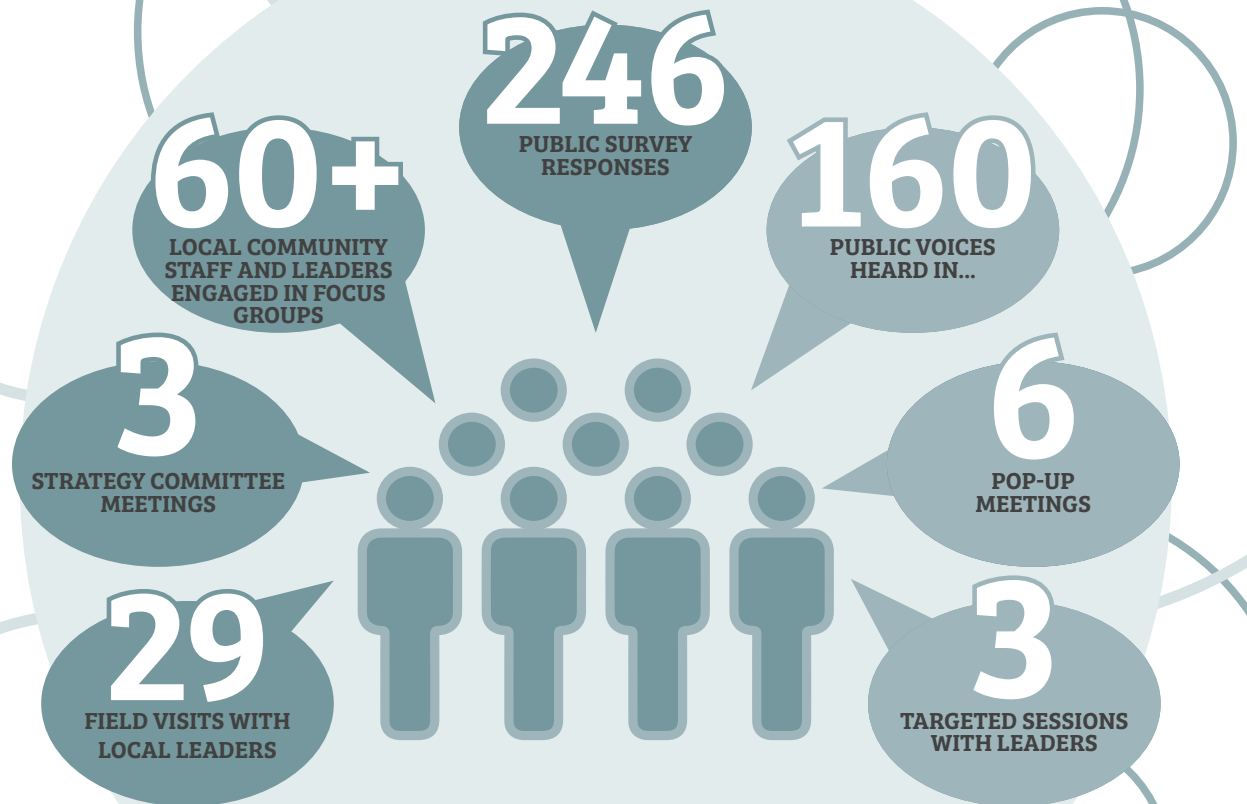 246
PUBLIC SURVEY
RESPONSES
60+
LOCAL COMMUNITY
STAFF AND LEADERS
ENGAGED IN FOCUS
GROUPS
160
PUBLIC VOICES
HEARD IN...
3
STRATEGY COMMITTEE
MEETINGS
6
POP-UP
MEETINGS
29
FIELD VISITS WITH
LOCAL LEADERS
3
TARGETED SESSIONS
WITH LEADERS